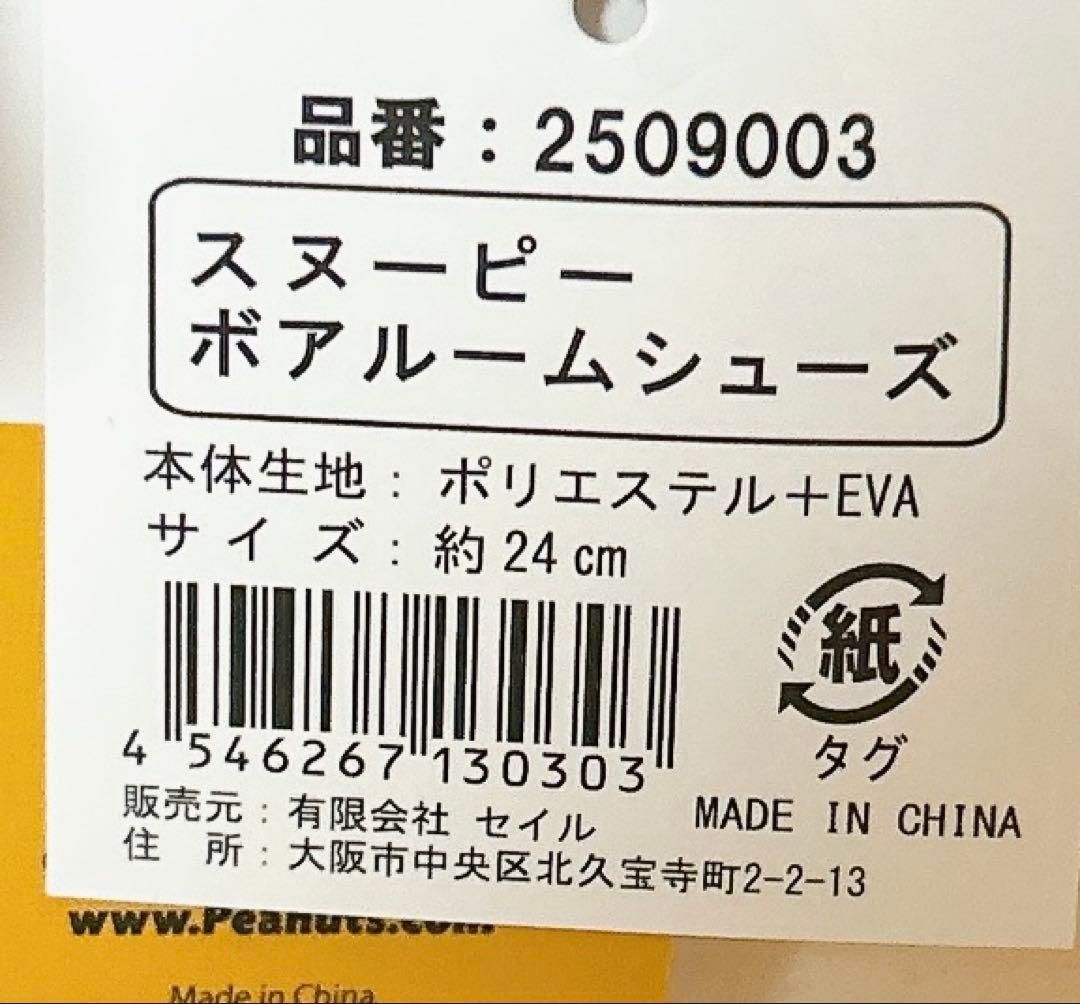 品番：2509003
スヌーピー
ボアルームシューズ
本体生地：ポリエステル＋EVA
サイズ：約24cm
紙
タグ
4 546267 130303
販売元：有限会社 セイル
MADE IN CHINA
住　所：大阪市中央区北久宝寺町2-2-13
www.Peanuts.com
Made in China